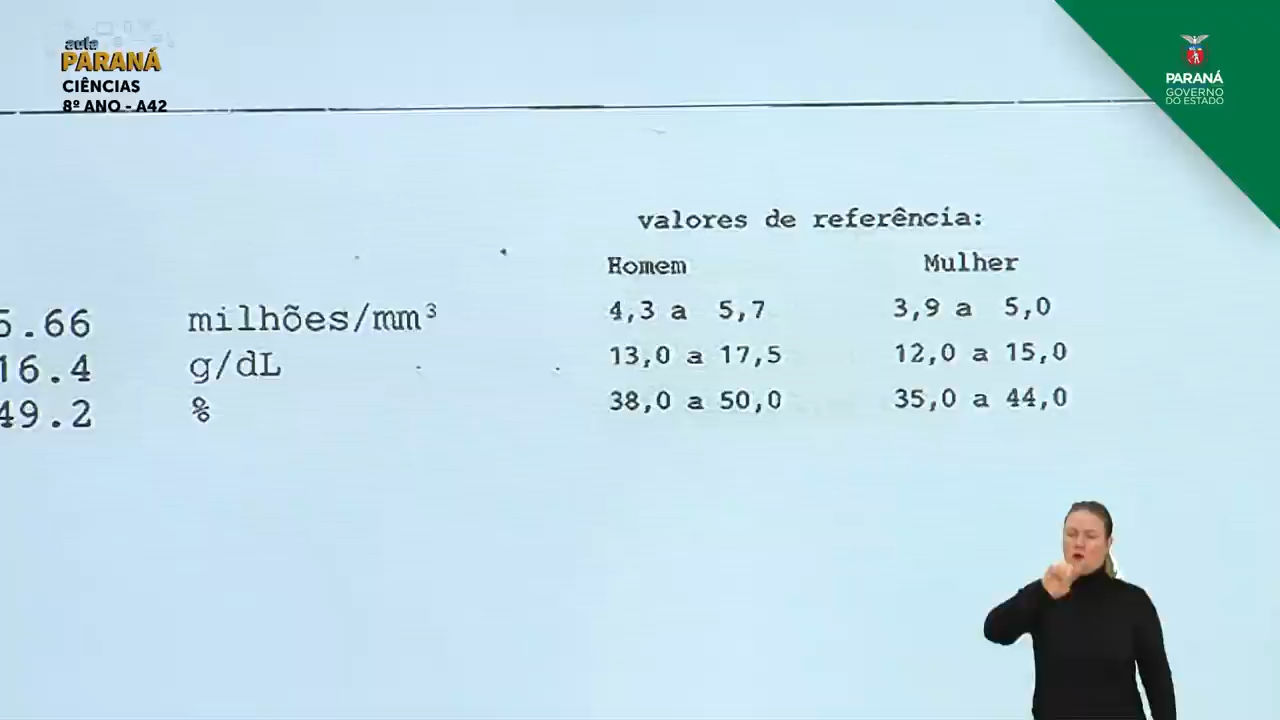 aula
PARANÁ
CIÊNCIAS
8º ANO - A42
PARANÁ
GOVERNO
DO ESTADO
valores de referência:
Homem Mulher
5.66 milhões/mm³ 4,3 a 5,7 3,9 a 5,0
16.4 g/dL 13,0 a 17,5 12,0 a 15,0
49.2 % 38,0 a 50,0 35,0 a 44,0